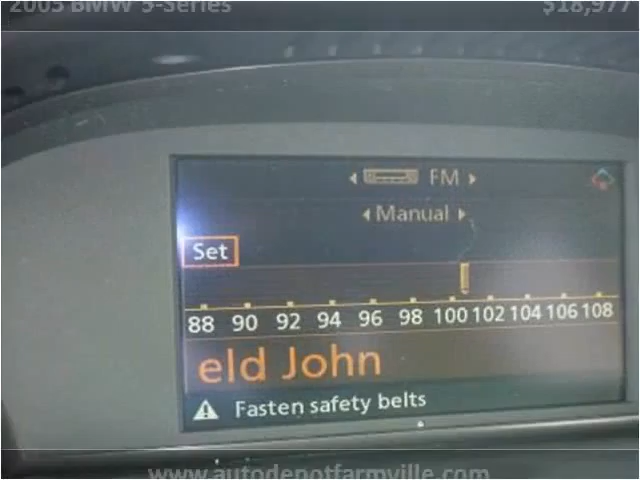 2003 BMW 5-Series $18,977
FM
Manual
Set
88 90 92 94 96 98 100 102 104 106 108
eld John
Fasten safety belts
www.autodepotfarmville.com